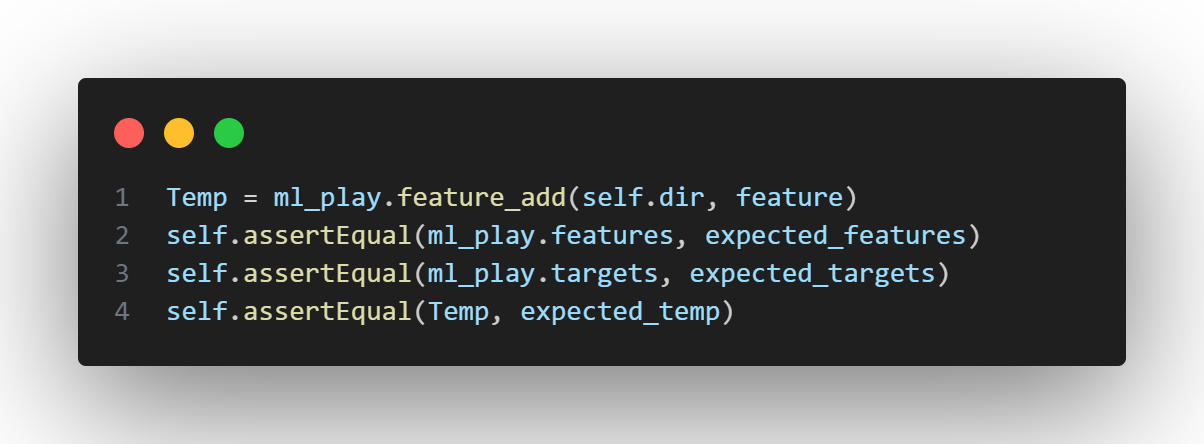 1 Temp = ml_play.feature_add(self.dir, feature)
2 self.assertEqual(ml_play.features, expected_features)
3 self.assertEqual(ml_play.targets, expected_targets)
4 self.assertEqual(Temp, expected_temp)